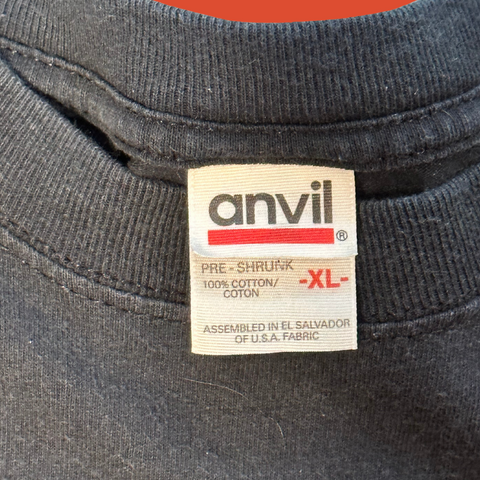 anvil
®
PRE-SHRUNK
100% COTTON/
COTON
-XL-
ASSEMBLED IN EL SALVADOR
OF U.S.A. FABRIC